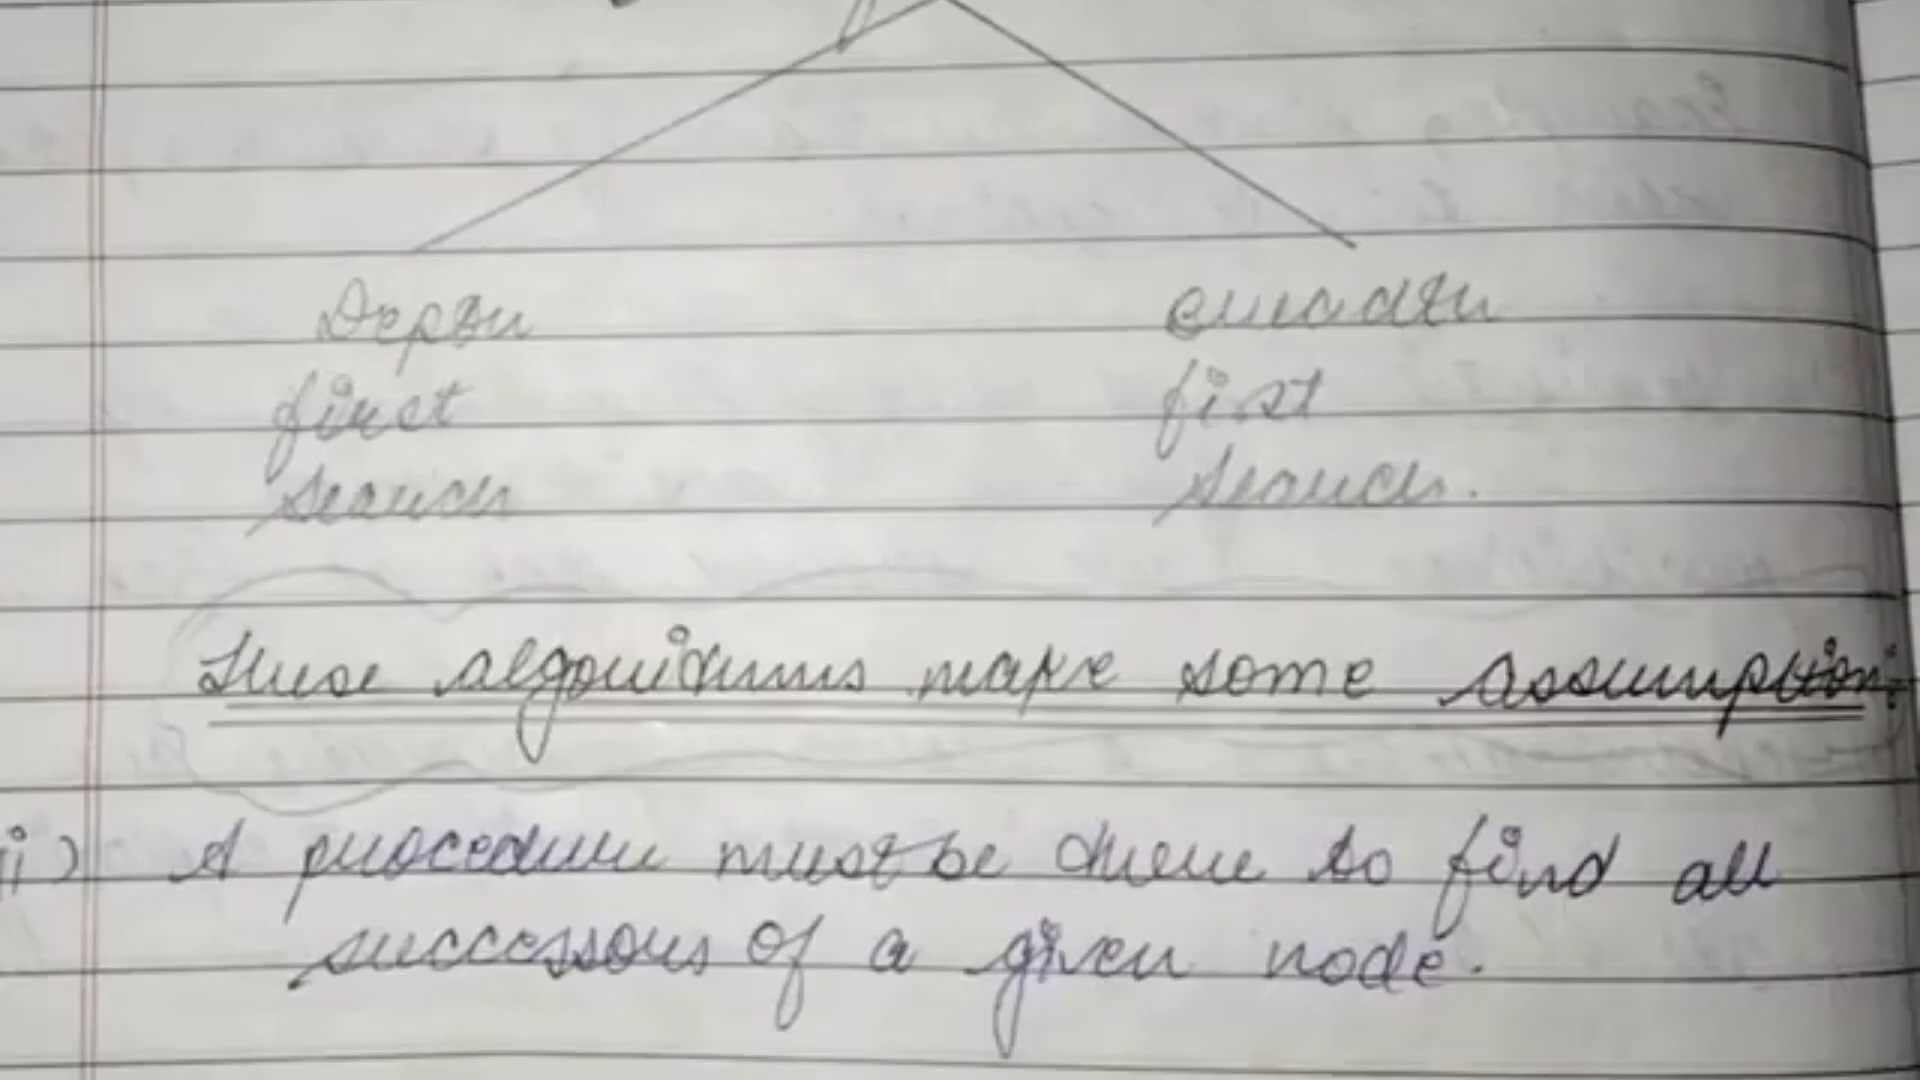 Depth
first
search
Breadth
first
search.
These algorithms make some assumption:
ii) A procedure must be there to find all
successors of a given node.